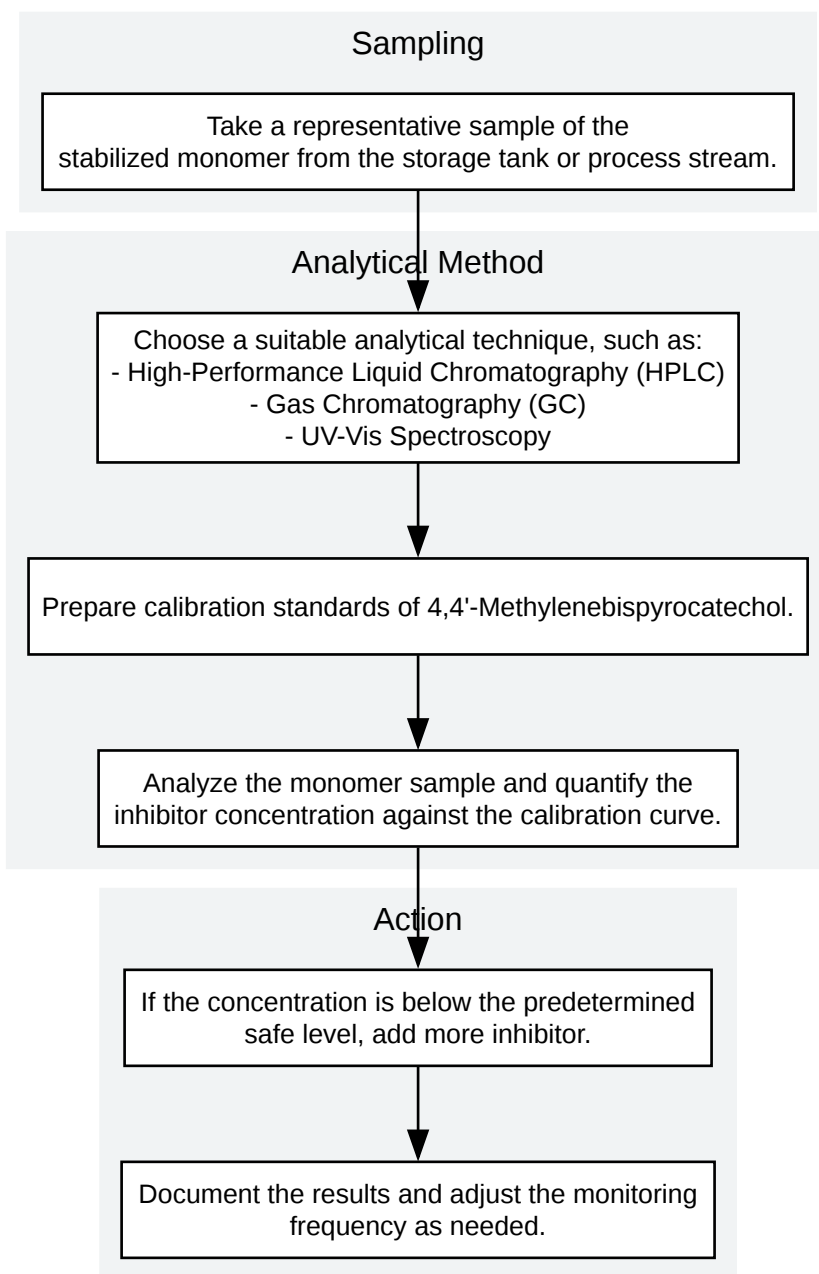 Sampling
Take a representative sample of the
stabilized monomer from the storage tank or process stream.
Analytical Method
Choose a suitable analytical technique, such as:
- High-Performance Liquid Chromatography (HPLC)
- Gas Chromatography (GC)
- UV-Vis Spectroscopy
Prepare calibration standards of 4,4'-Methylenebispyrocatechol.
Analyze the monomer sample and quantify the
inhibitor concentration against the calibration curve.
Action
If the concentration is below the predetermined
safe level, add more inhibitor.
Document the results and adjust the monitoring
frequency as needed.